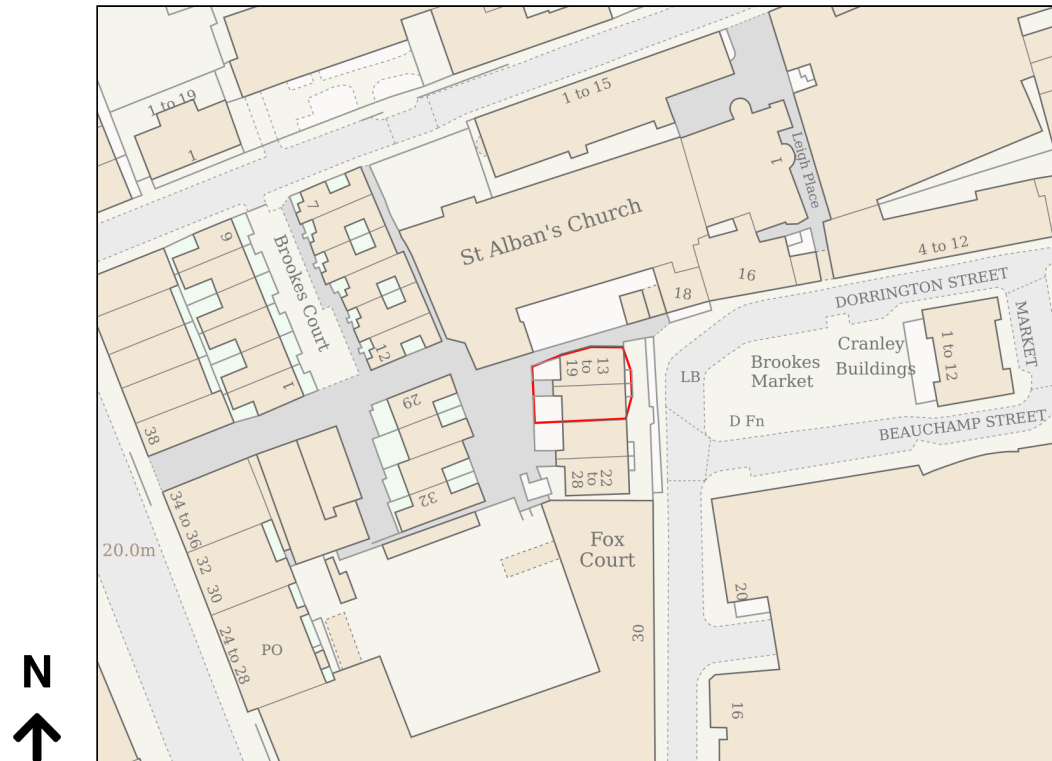 1 to 19
1
1 to 15
Leigh Place
1
7
9
Brookes Court
St Alban's Church
16
18
4 to 12
DORRINGTON STREET
MARKET
12
1
13
to
19
Cranley
Buildings
1 to 12
Brookes
Market
LB
D Fn
BEAUCHAMP STREET
38
29
32
22
to
28
34 to 36
32
30
24 to 28
20.0m
PO
Fox
Court
30
20
16
N